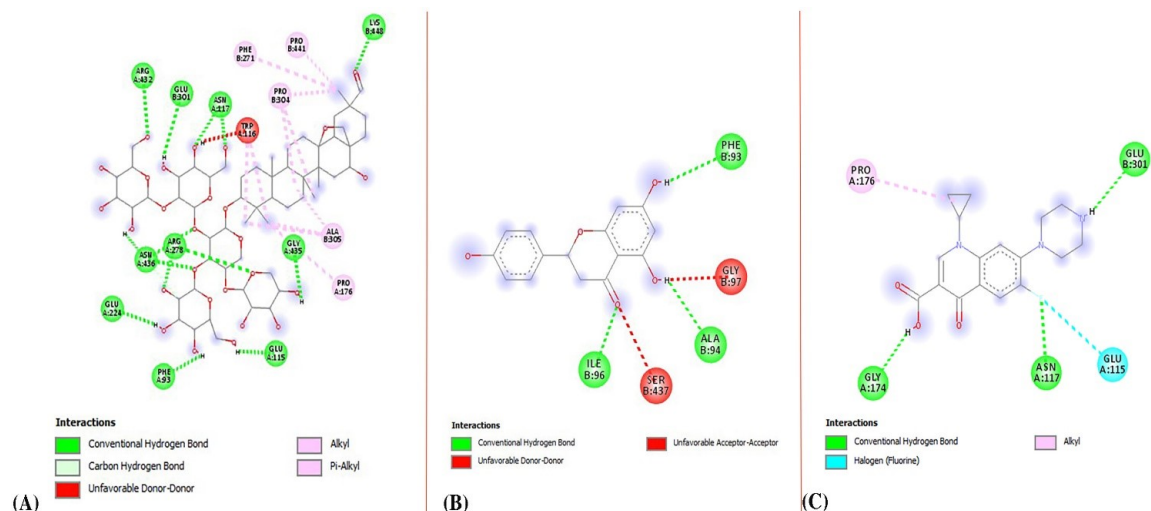 LYS
B:448
PRO
B:441
PHE
B:271
ARG
A:432
GLU
B:301
ASN
A:117
PRO
B:304
TRP
A:116
ALA
B:305
GLY
A:435
ARG
A:278
ASN
A:436
PRO
A:176
GLU
A:224
GLU
A:115
PHE
A:93
H
H
H
H
H
H
H
H
Interactions
Conventional Hydrogen Bond
Carbon Hydrogen Bond
Unfavorable Donor-Donor
Alkyl
Pi-Alkyl
(A)
PHE
B:93
O H
O
O
O H
O
GLY
B:97
ALA
B:94
ILE
B:96
SER
B:437
Interactions
Conventional Hydrogen Bond
Unfavorable Donor-Donor
Unfavorable Acceptor-Acceptor
(B)
GLU
B:301
PRO
A:176
H
N
N
N
O
O
H
O
F
GLY
A:174
ASN
A:117
GLU
A:115
Interactions
Conventional Hydrogen Bond
Halogen (Fluorine)
Alkyl
(C)